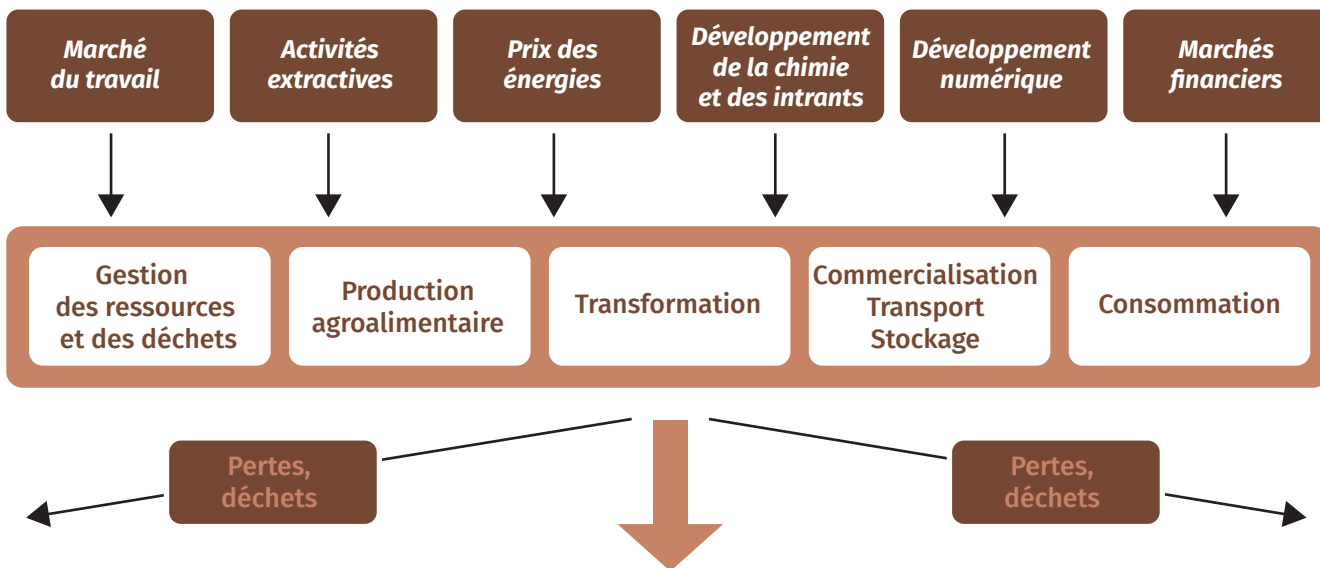 Marché
du travail
Activités
extractives
Prix des
énergies
Développement
de la chimie
et des intrants
Développement
numérique
Marchés
financiers
Gestion
des ressources
et des déchets
Production
agroalimentaire
Transformation
Commercialisation
Transport
Stockage
Consommation
Pertes,
déchets
Pertes,
déchets